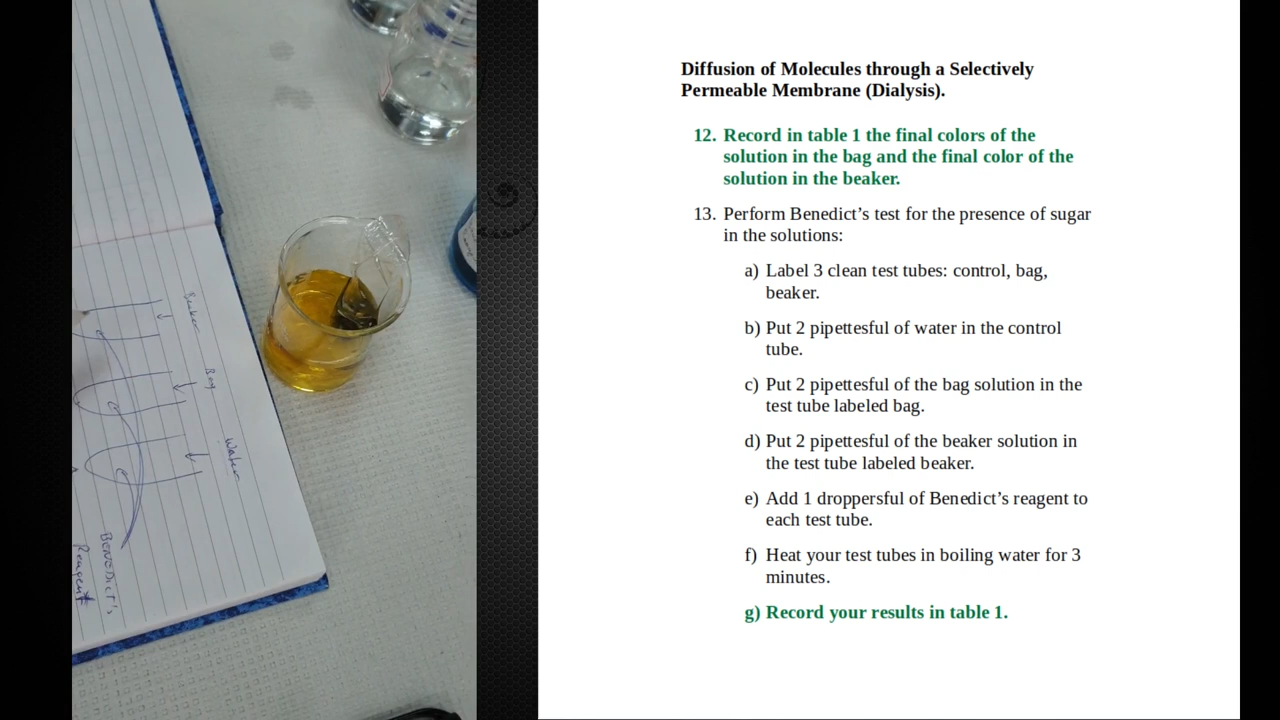 Beaker
Bag
Water
BENEDICT'S
Reagent
Diffusion of Molecules through a Selectively
Permeable Membrane (Dialysis).
12. Record in table 1 the final colors of the
solution in the bag and the final color of the
solution in the beaker.
13. Perform Benedict’s test for the presence of sugar
in the solutions:
a) Label 3 clean test tubes: control, bag,
beaker.
b) Put 2 pipettesful of water in the control
tube.
c) Put 2 pipettesful of the bag solution in the
test tube labeled bag.
d) Put 2 pipettesful of the beaker solution in
the test tube labeled beaker.
e) Add 1 droppersful of Benedict’s reagent to
each test tube.
f) Heat your test tubes in boiling water for 3
minutes.
g) Record your results in table 1.